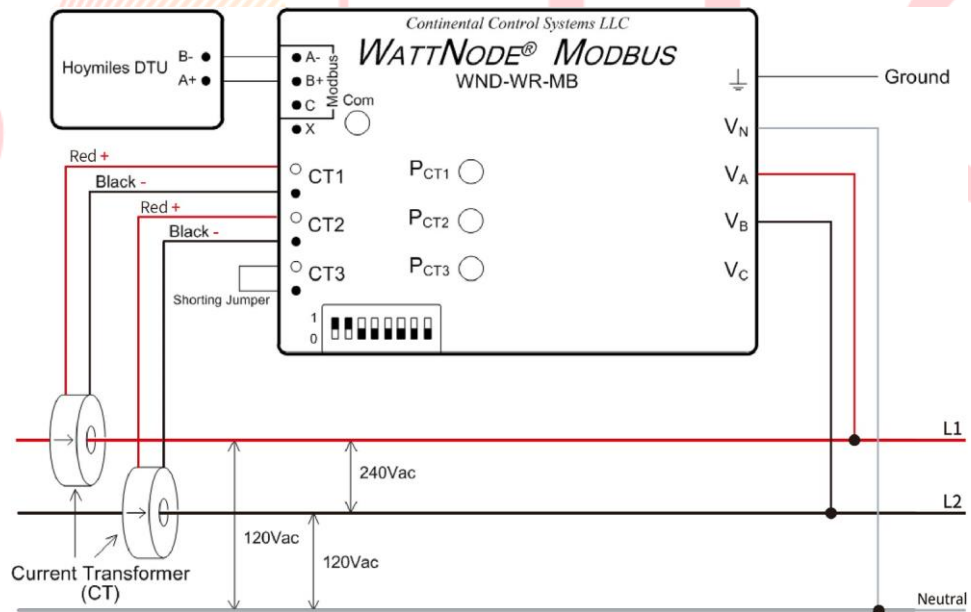 Continental Control Systems LLC
WATTNODE® MODBUS
WND-WR-MB
Hoymiles DTU
B-
A+
A-
B+
C
X
Modbus
Com
Ground
VN
VA
VB
VC
Red +
Black -
Red +
Black -
CT1
CT2
CT3
PCT1
PCT2
PCT3
Shorting Jumper
1
0
L1
240Vac
L2
120Vac
120Vac
Current Transformer
(CT)
Neutral